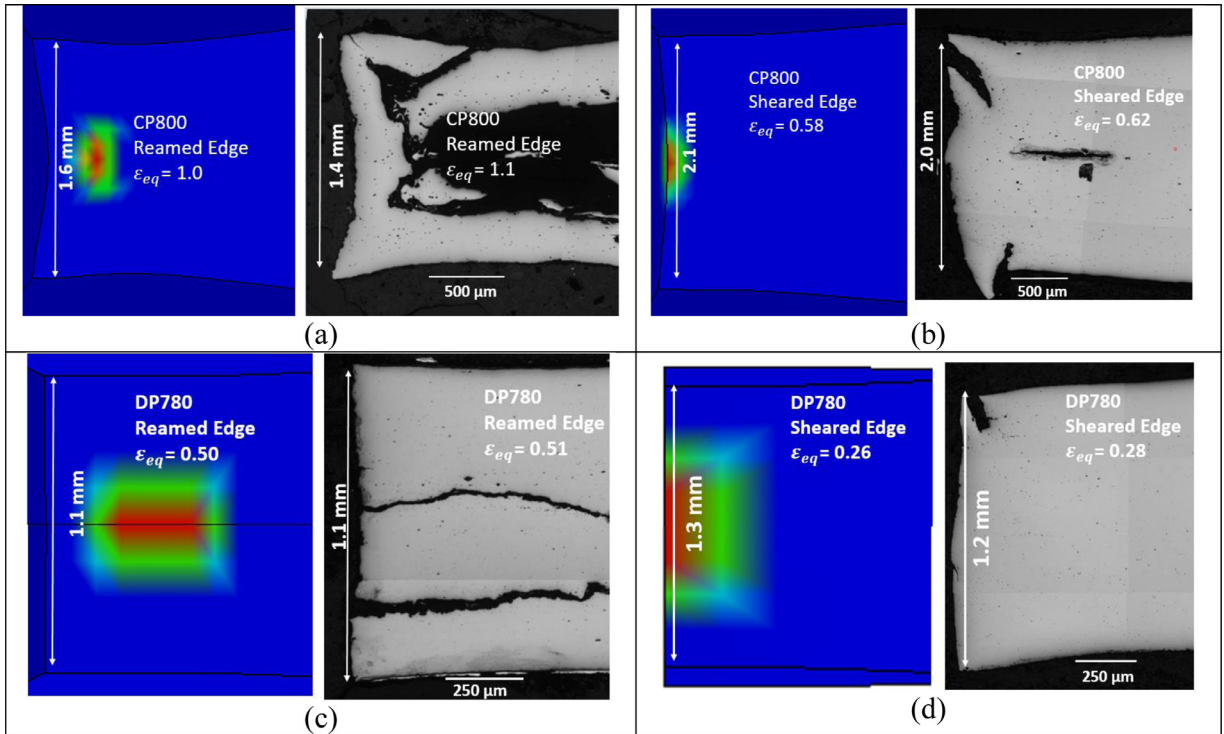 1.6 mm
CP800
Reamed Edge
εeq = 1.0
1.4 mm
CP800
Reamed Edge
εeq = 1.1
500 μm
(a)
2.1 mm
CP800
Sheared Edge
εeq = 0.58
2.0 mm
CP800
Sheared Edge
εeq = 0.62
500 μm
(b)
1.1 mm
DP780
Reamed Edge
εeq = 0.50
1.1 mm
DP780
Reamed Edge
εeq = 0.51
250 μm
(c)
1.3 mm
DP780
Sheared Edge
εeq = 0.26
1.2 mm
DP780
Sheared Edge
εeq = 0.28
250 μm
(d)